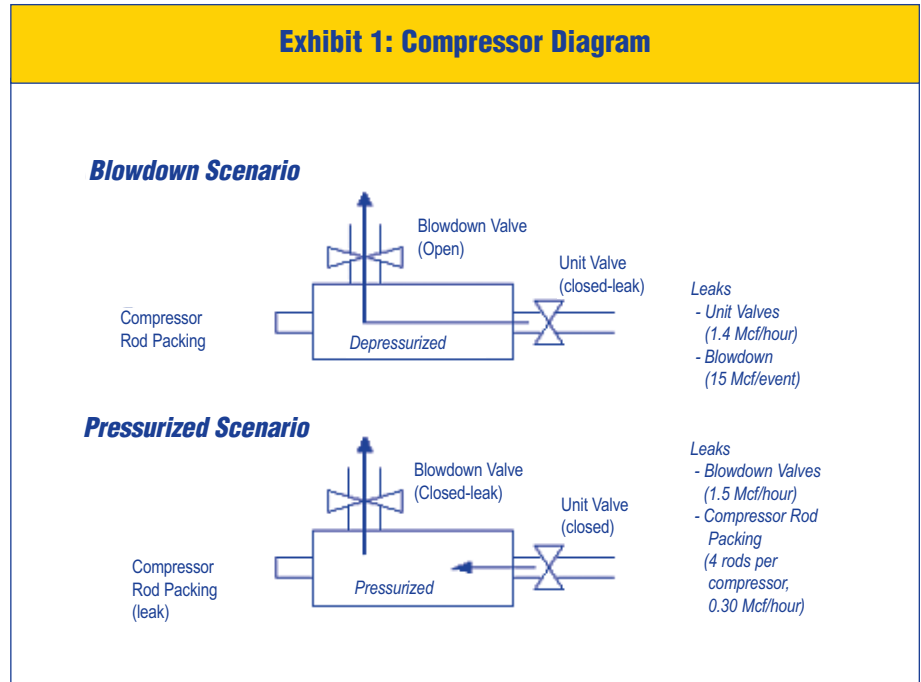 Exhibit 1: Compressor Diagram
Blowdown Scenario
Blowdown Valve
(Open)
Unit Valve
(closed-leak)
Compressor
Rod Packing
Depressurized
Leaks
- Unit Valves
(1.4 Mcf/hour)
- Blowdown
(15 Mcf/event)
Pressurized Scenario
Blowdown Valve
(Closed-leak)
Unit Valve
(closed)
Compressor
Rod Packing
(leak)
Pressurized
Leaks
- Blowdown Valves
(1.5 Mcf/hour)
- Compressor Rod
Packing
(4 rods per
compressor,
0.30 Mcf/hour)